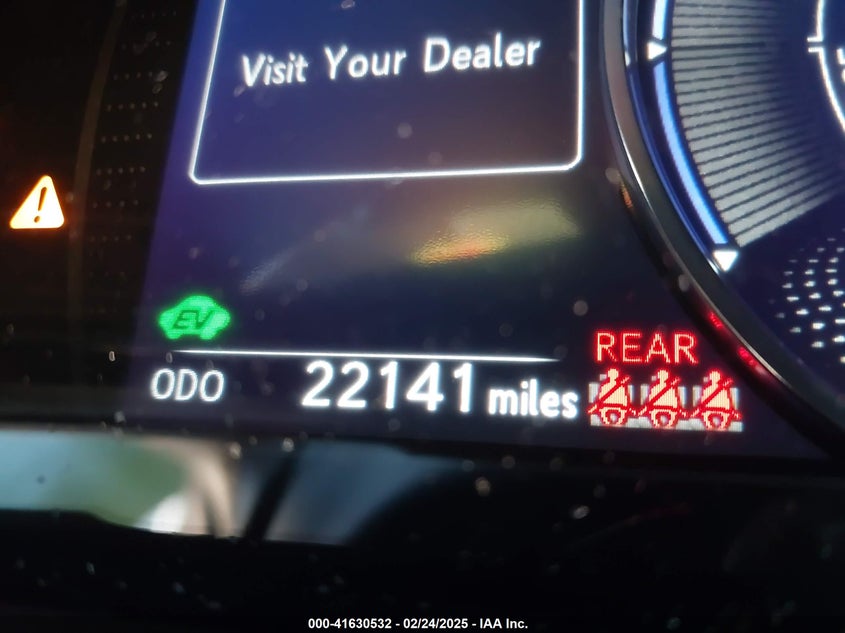 Visit Your Dealer
EV
REAR
ODO 22141 miles
000-41630532 - 02/24/2025 - IAA Inc.